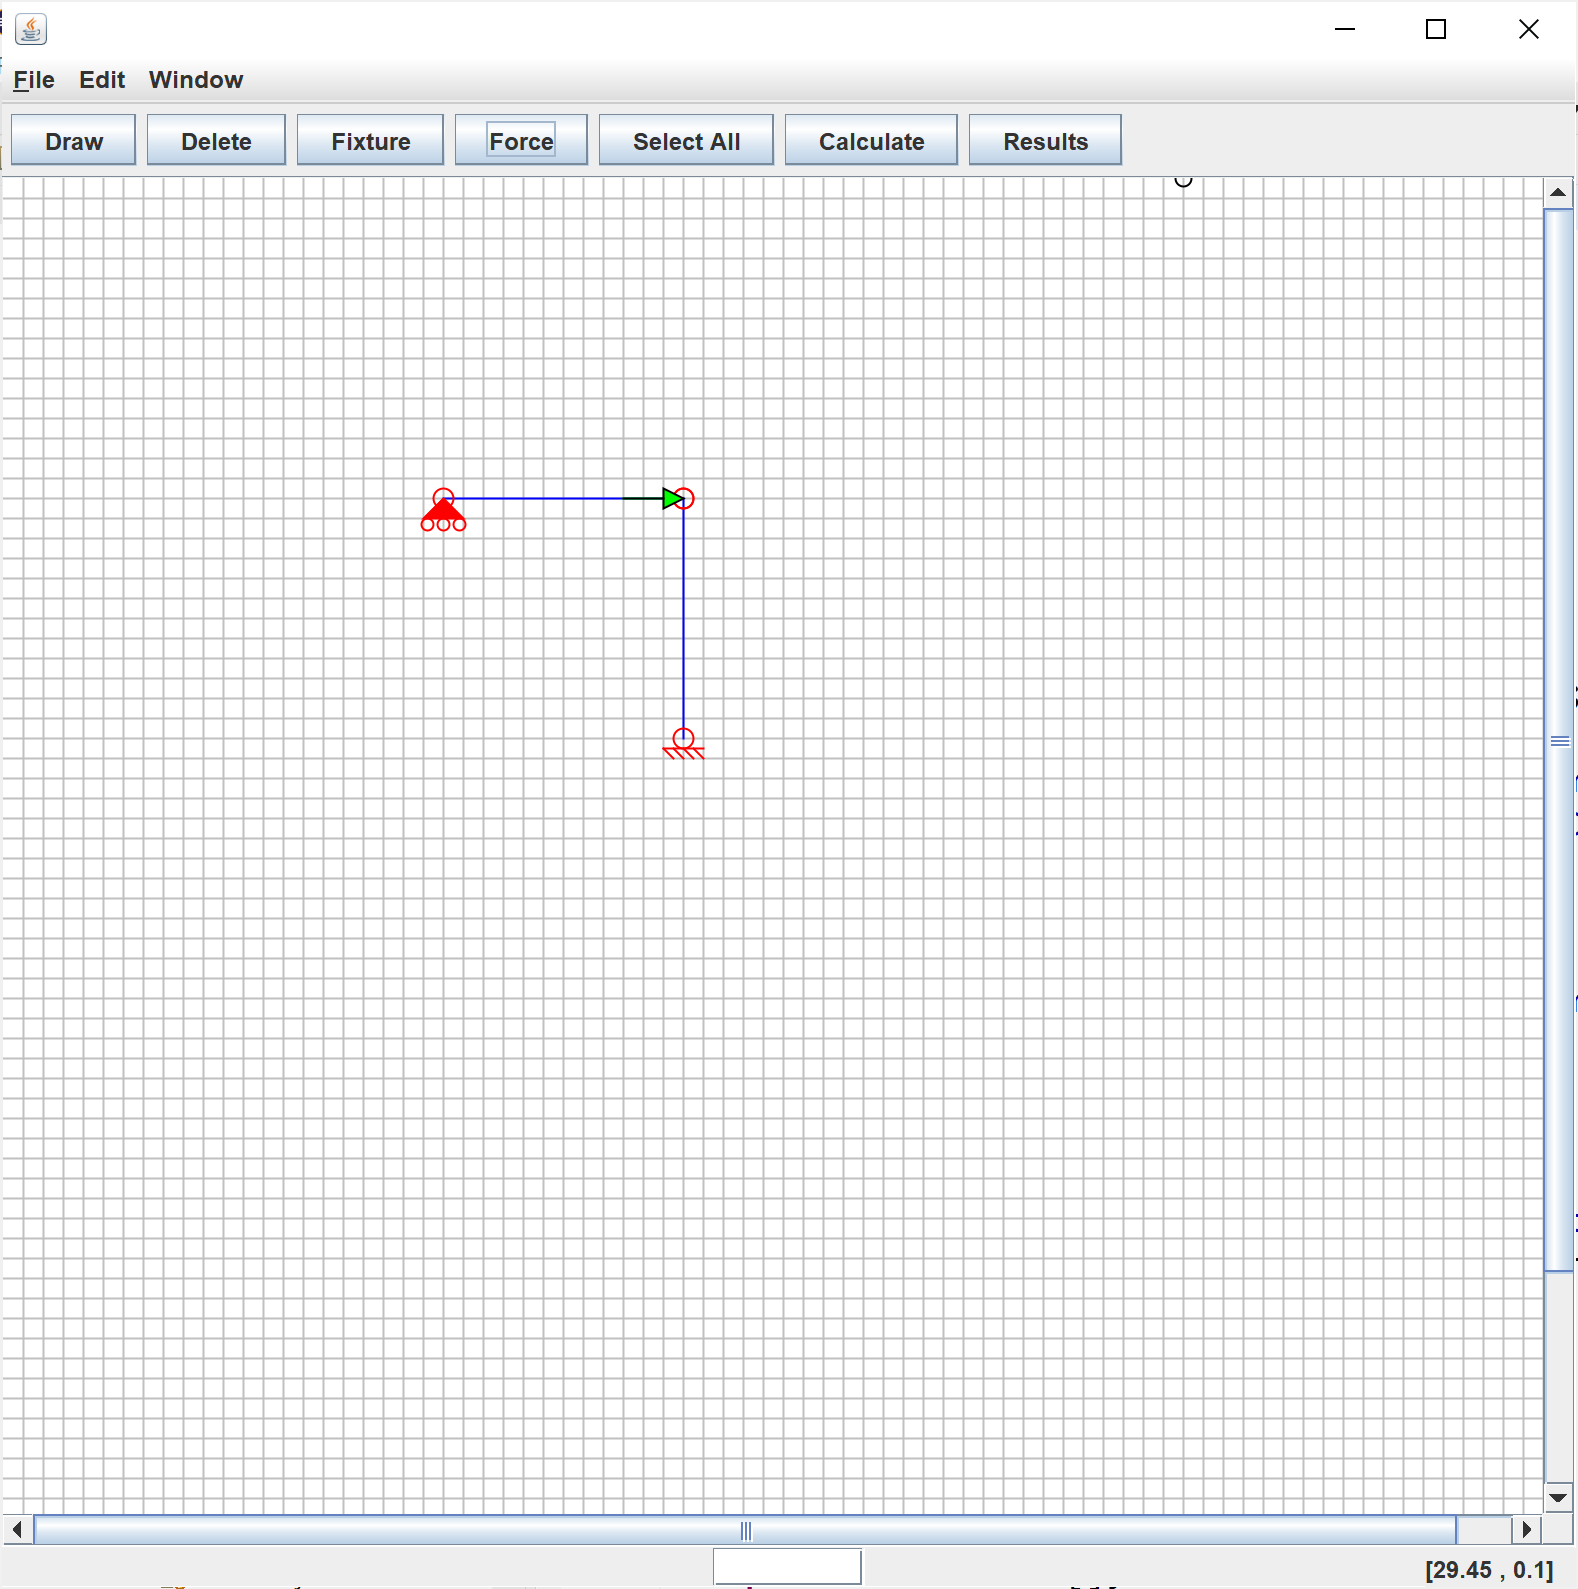 File Edit Window
Draw Delete Fixture Force Select All Calculate Results
[29.45 , 0.1]